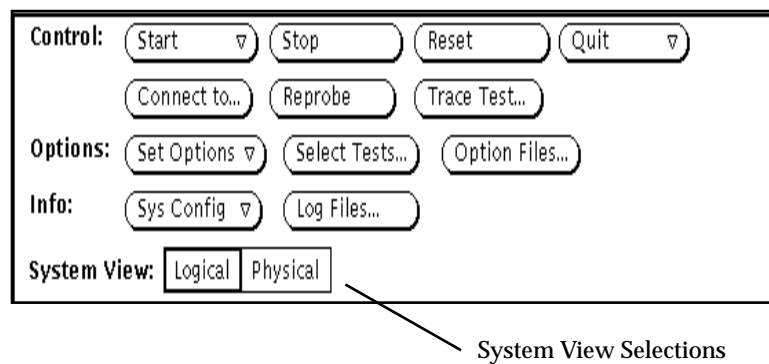 Control: Start Stop Reset Quit
Connect to... Reprobe Trace Test...
Options: Set Options Select Tests... Option Files...
Info: Sys Config Log Files...
System View: Logical Physical
System View Selections